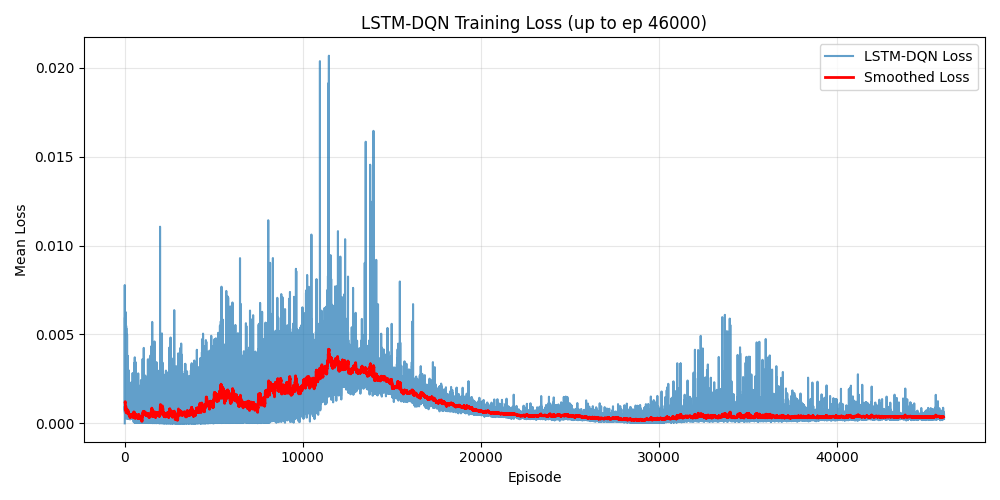 LSTM-DQN Training Loss (up to ep 46000)
LSTM-DQN Loss
Smoothed Loss
Mean Loss
0.020
0.015
0.010
0.005
0.000
0
10000
20000
30000
40000
Episode